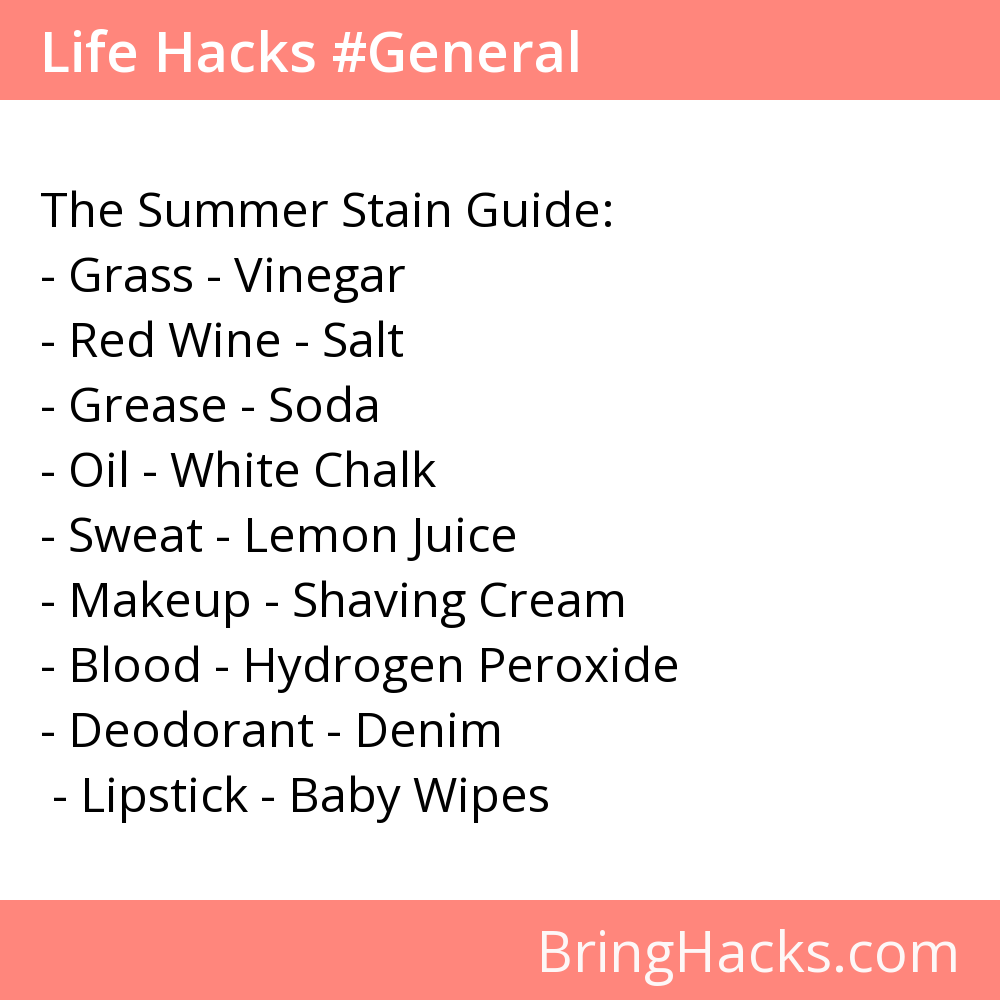 Life Hacks #General
The Summer Stain Guide:
- Grass - Vinegar
- Red Wine - Salt
- Grease - Soda
- Oil - White Chalk
- Sweat - Lemon Juice
- Makeup - Shaving Cream
- Blood - Hydrogen Peroxide
- Deodorant - Denim
- Lipstick - Baby Wipes
BringHacks.com